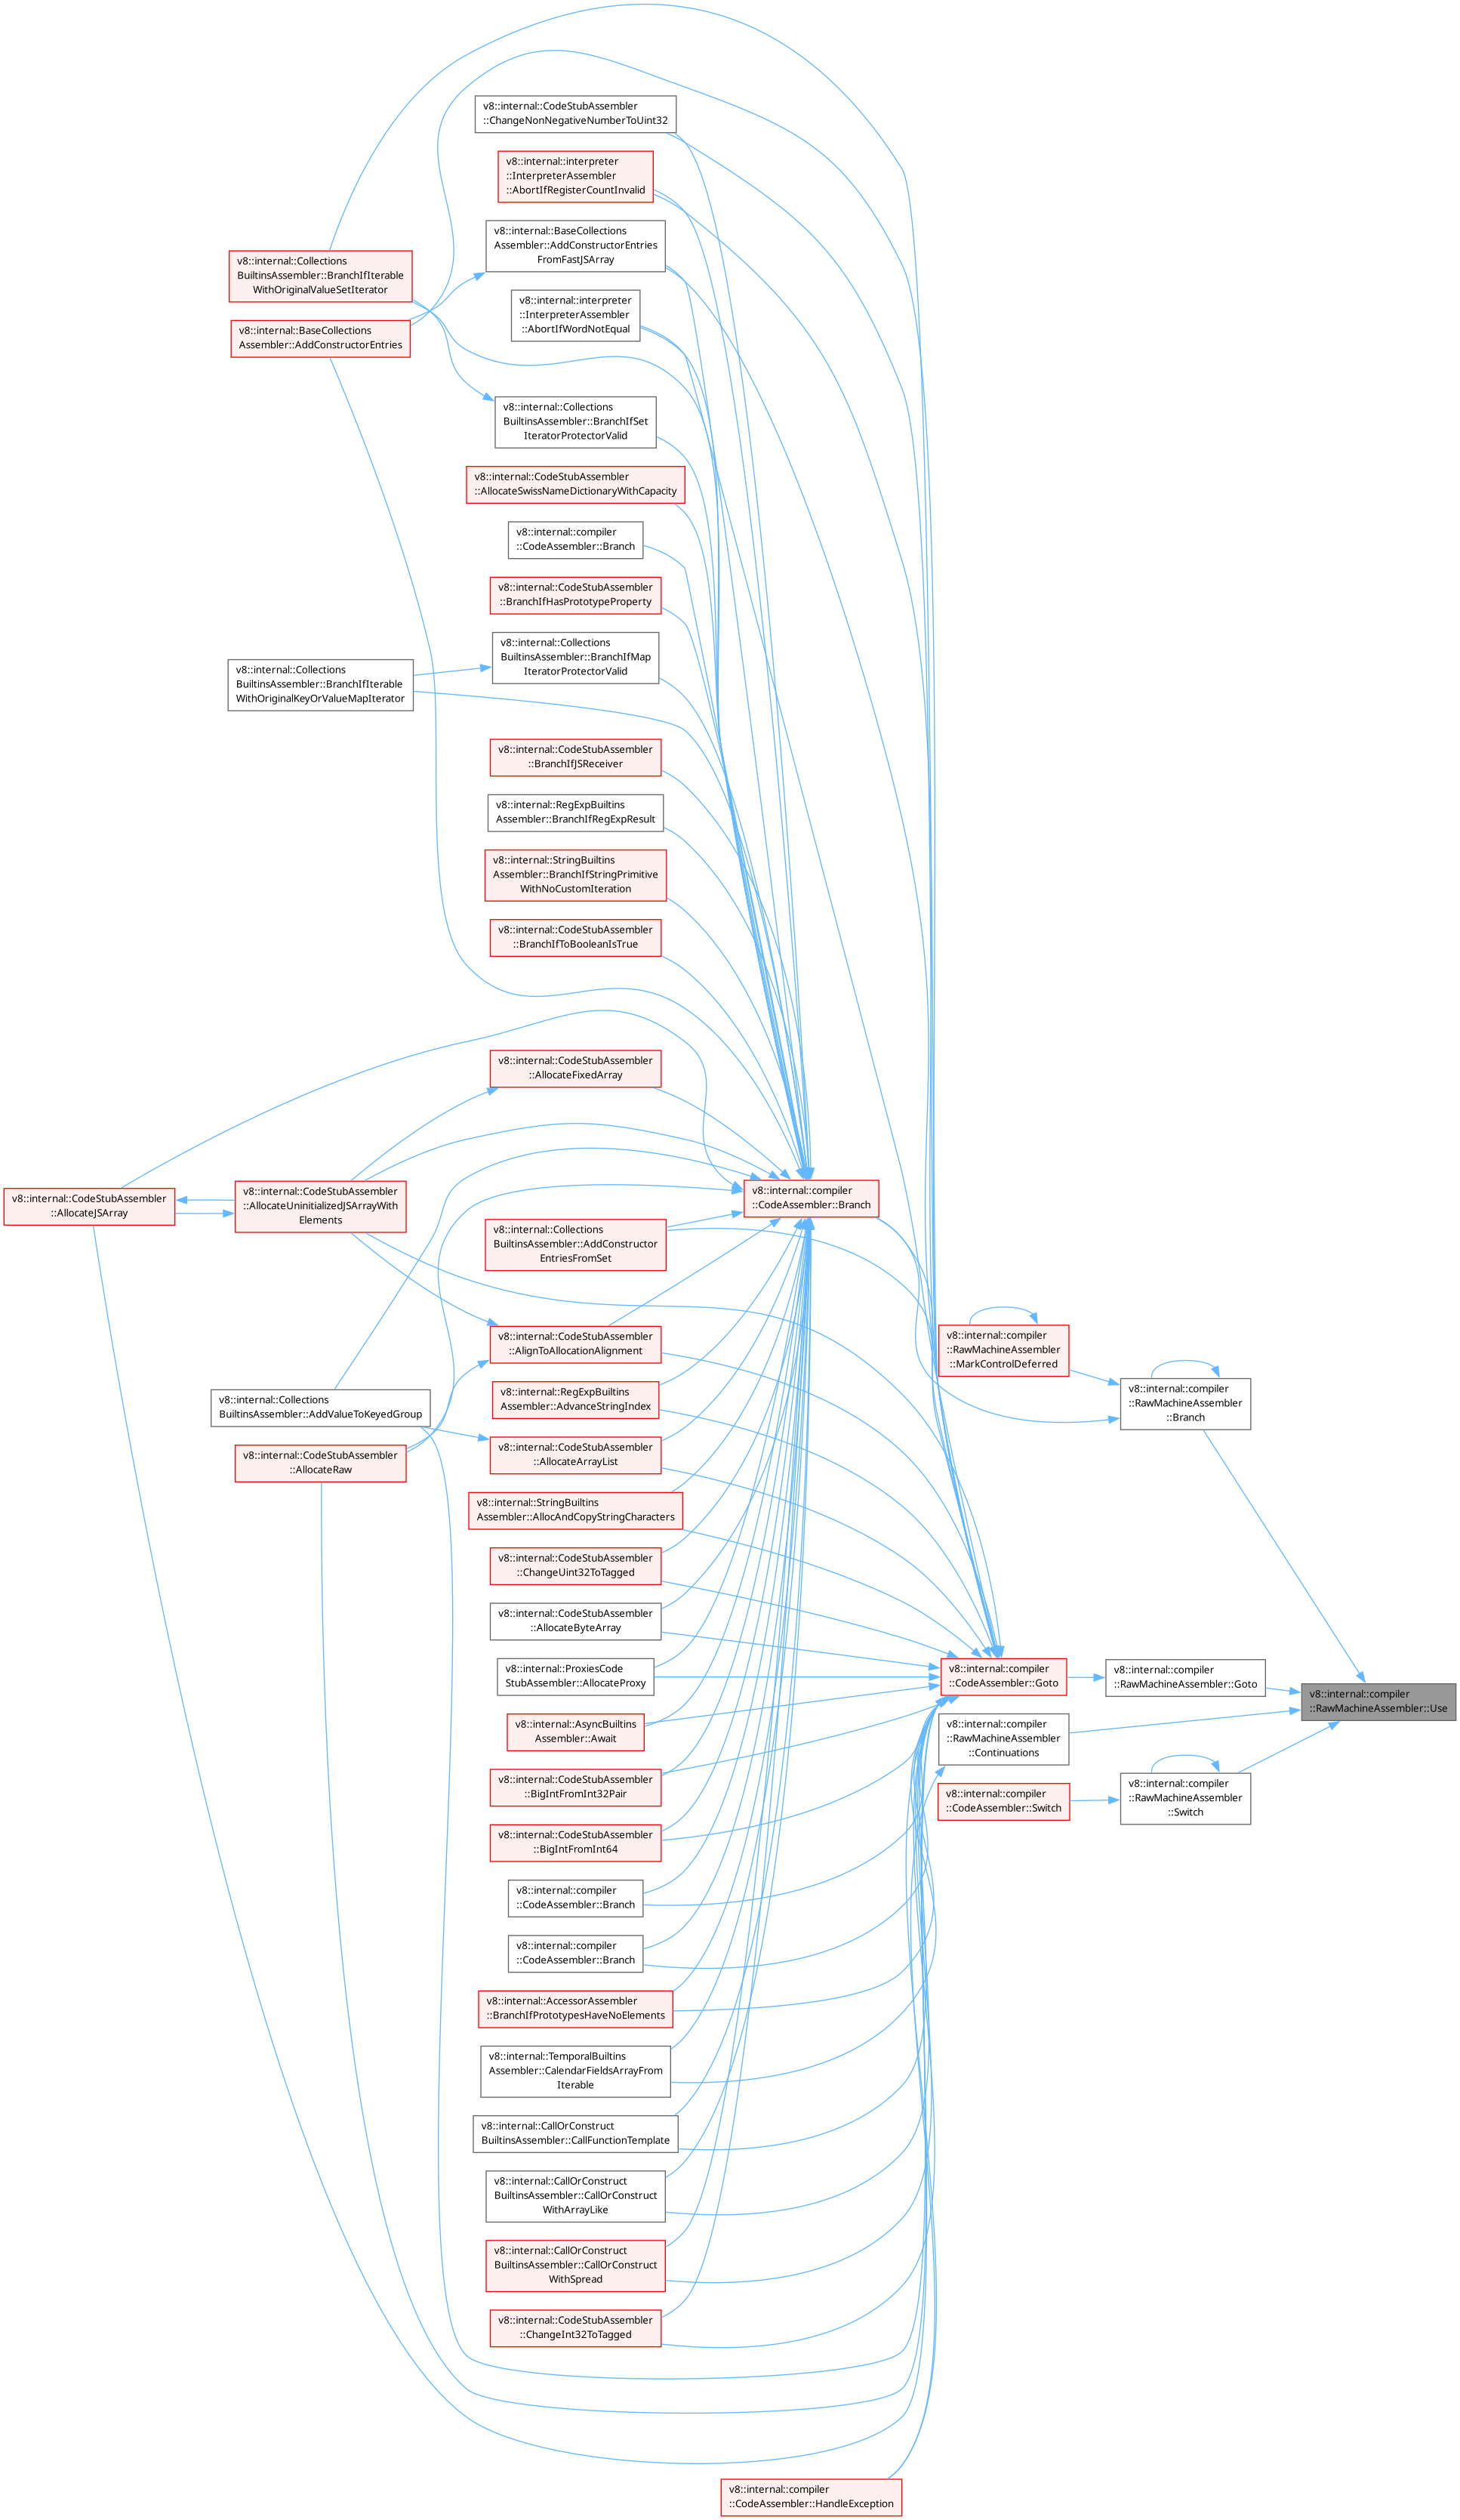 v8::internal::CodeStubAssembler
::ChangeNonNegativeNumberToUint32
v8::internal::interpreter
::InterpreterAssembler
::AbortIfRegisterCountInvalid
v8::internal::BaseCollections
Assembler::AddConstructorEntries
FromFastJSArray
v8::internal::Collections
BuiltinsAssembler::BranchIfIterable
WithOriginalValueSetIterator
v8::internal::interpreter
::InterpreterAssembler
::AbortIfWordNotEqual
v8::internal::BaseCollections
Assembler::AddConstructorEntries
v8::internal::Collections
BuiltinsAssembler::BranchIfSet
IteratorProtectorValid
v8::internal::CodeStubAssembler
::AllocateSwissNameDictionaryWithCapacity
v8::internal::compiler
::CodeAssembler::Branch
v8::internal::CodeStubAssembler
::BranchIfHasPrototypeProperty
v8::internal::Collections
BuiltinsAssembler::BranchIfMap
IteratorProtectorValid
v8::internal::Collections
BuiltinsAssembler::BranchIfIterable
WithOriginalKeyOrValueMapIterator
v8::internal::CodeStubAssembler
::BranchIfJSReceiver
v8::internal::RegExpBuiltins
Assembler::BranchIfRegExpResult
v8::internal::StringBuiltins
Assembler::BranchIfStringPrimitive
WithNoCustomIteration
v8::internal::CodeStubAssembler
::BranchIfToBooleanIsTrue
v8::internal::CodeStubAssembler
::AllocateFixedArray
v8::internal::CodeStubAssembler
::AllocateJSArray
v8::internal::CodeStubAssembler
::AllocateUninitializedJSArrayWith
Elements
v8::internal::compiler
::CodeAssembler::Branch
v8::internal::Collections
BuiltinsAssembler::AddConstructor
EntriesFromSet
v8::internal::CodeStubAssembler
::AlignToAllocationAlignment
v8::internal::compiler
::RawMachineAssembler
::MarkControlDeferred
v8::internal::compiler
::RawMachineAssembler
::Branch
v8::internal::RegExpBuiltins
Assembler::AdvanceStringIndex
v8::internal::Collections
BuiltinsAssembler::AddValueToKeyedGroup
v8::internal::CodeStubAssembler
::AllocateArrayList
v8::internal::CodeStubAssembler
::AllocateRaw
v8::internal::StringBuiltins
Assembler::AllocAndCopyStringCharacters
v8::internal::CodeStubAssembler
::ChangeUint32ToTagged
v8::internal::CodeStubAssembler
::AllocateByteArray
v8::internal::ProxiesCode
StubAssembler::AllocateProxy
v8::internal::compiler
::CodeAssembler::Goto
v8::internal::compiler
::RawMachineAssembler::Goto
v8::internal::compiler
::RawMachineAssembler::Use
v8::internal::AsyncBuiltins
Assembler::Await
v8::internal::compiler
::RawMachineAssembler
::Continuations
v8::internal::CodeStubAssembler
::BigIntFromInt32Pair
v8::internal::compiler
::CodeAssembler::Switch
v8::internal::compiler
::RawMachineAssembler
::Switch
v8::internal::CodeStubAssembler
::BigIntFromInt64
v8::internal::compiler
::CodeAssembler::Branch
v8::internal::compiler
::CodeAssembler::Branch
v8::internal::AccessorAssembler
::BranchIfPrototypesHaveNoElements
v8::internal::TemporalBuiltins
Assembler::CalendarFieldsArrayFrom
Iterable
v8::internal::CallOrConstruct
BuiltinsAssembler::CallFunctionTemplate
v8::internal::CallOrConstruct
BuiltinsAssembler::CallOrConstruct
WithArrayLike
v8::internal::CallOrConstruct
BuiltinsAssembler::CallOrConstruct
WithSpread
v8::internal::CodeStubAssembler
::ChangeInt32ToTagged
v8::internal::compiler
::CodeAssembler::HandleException